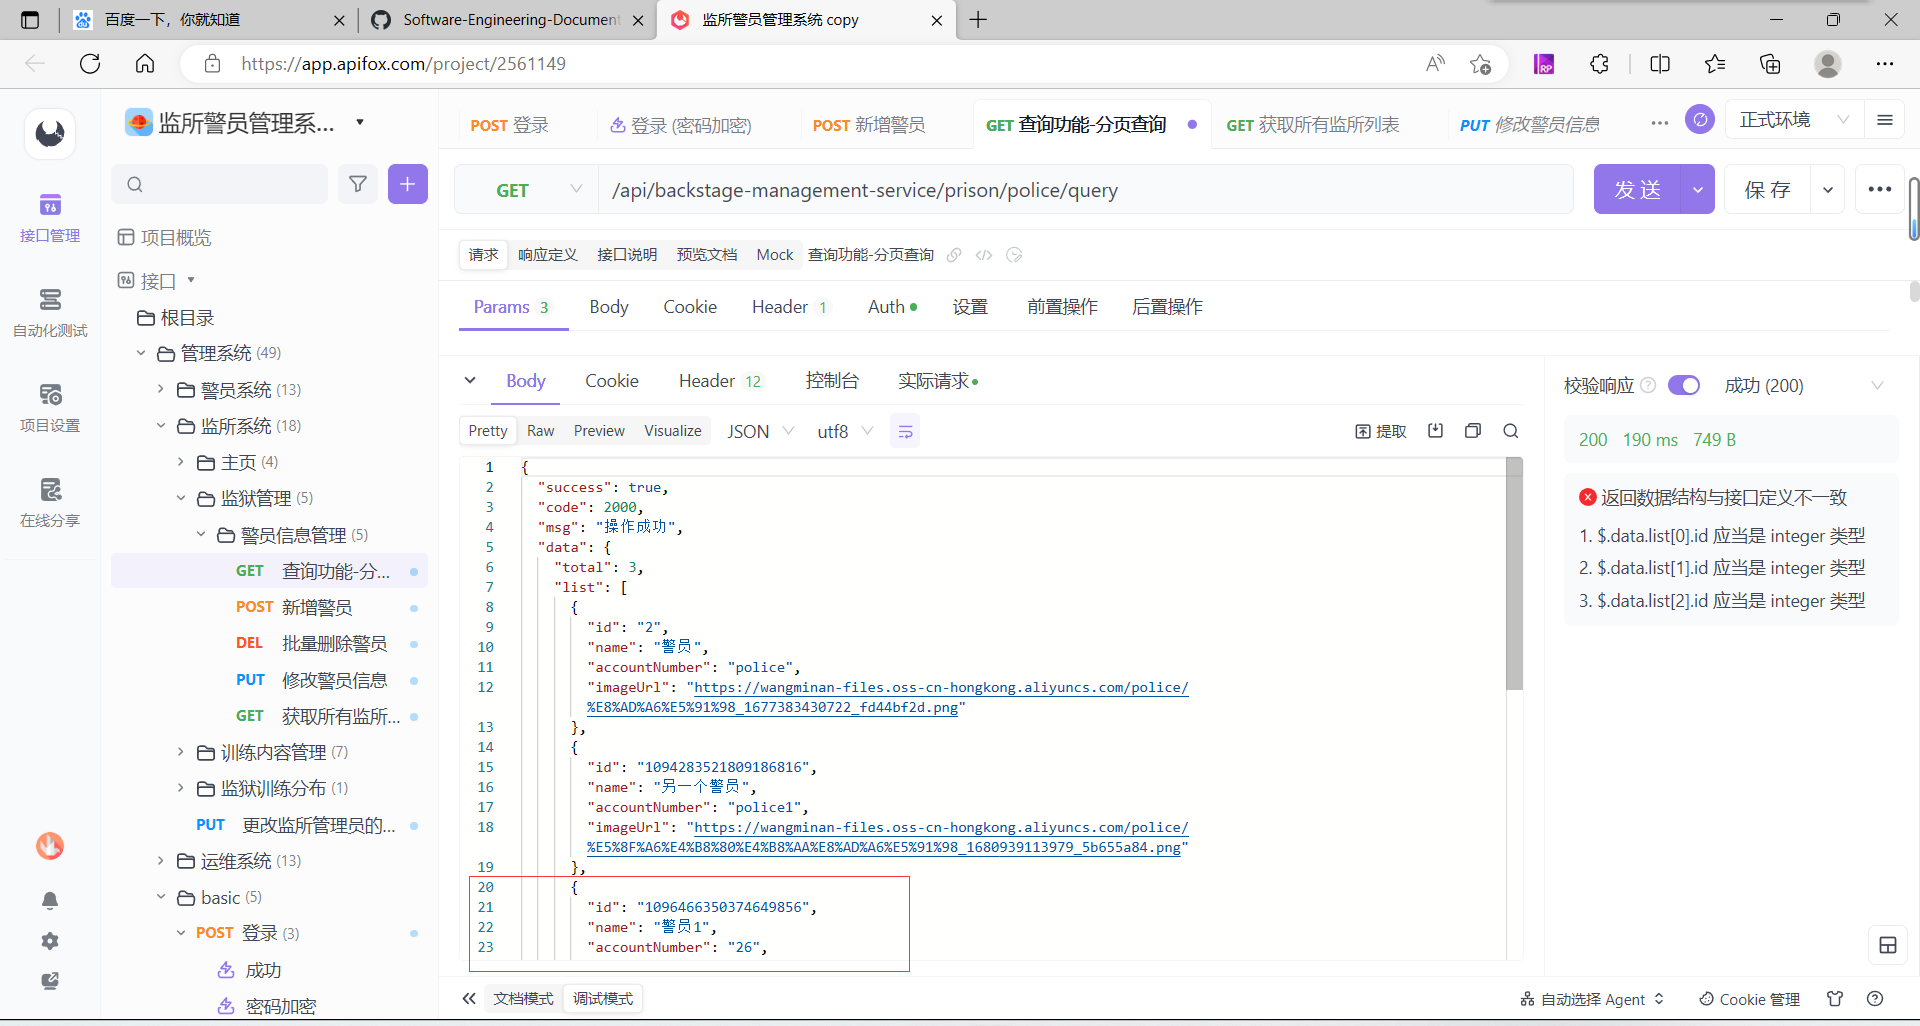 百度一下，你就知道
Software-Engineering-Document
监所警员管理系统 copy
https://app.apifox.com/project/2561149
监所警员管理系...
POST 登录
登录 (密码加密)
POST 新增警员
GET 查询功能-分页查询
GET 获取所有监所列表
PUT 修改警员信息
正式环境
GET
/api/backstage-management-service/prison/police/query
发 送
保 存
接口管理
自动化测试
项目设置
在线分享
项目概览
接口
根目录
管理系统 (49)
警员系统 (13)
监所系统 (18)
主页 (4)
监狱管理 (5)
警员信息管理 (5)
GET 查询功能-分...
POST 新增警员
DEL 批量删除警员
PUT 修改警员信息
GET 获取所有监所...
训练内容管理 (7)
监狱训练分布 (1)
PUT 更改监所管理员的...
运维系统 (13)
basic (5)
POST 登录 (3)
成功
密码加密
请求 响应定义 接口说明 预览文档 Mock 查询功能-分页查询
Params 3 Body Cookie Header 1 Auth 设置 前置操作 后置操作
Body Cookie Header 12 控制台 实际请求
Pretty Raw Preview Visualize JSON utf8 提取
1 {
2 "success": true,
3 "code": 2000,
4 "msg": "操作成功",
5 "data": {
6 "total": 3,
7 "list": [
8 {
9 "id": "2",
10 "name": "警员",
11 "accountNumber": "police",
12 "imageUrl": "https://wangminan-files.oss-cn-hongkong.aliyuncs.com/police/
%E8%AD%A6%E5%91%98_1677383430722_fd44bf2d.png"
13 },
14 {
15 "id": "1094283521809186816",
16 "name": "另一个警员",
17 "accountNumber": "police1",
18 "imageUrl": "https://wangminan-files.oss-cn-hongkong.aliyuncs.com/police/
%E5%8F%A6%E4%B8%80%E4%B8%AA%E8%AD%A6%E5%91%98_1680939113979_5b655a84.png"
19 },
20 {
21 "id": "1096466350374649856",
22 "name": "警员1",
23 "accountNumber": "26",
校验响应 成功 (200)
200 190 ms 749 B
返回数据结构与接口定义不一致
1. $.data.list[0].id 应当是 integer 类型
2. $.data.list[1].id 应当是 integer 类型
3. $.data.list[2].id 应当是 integer 类型
文档模式 调试模式
自动选择 Agent
Cookie 管理